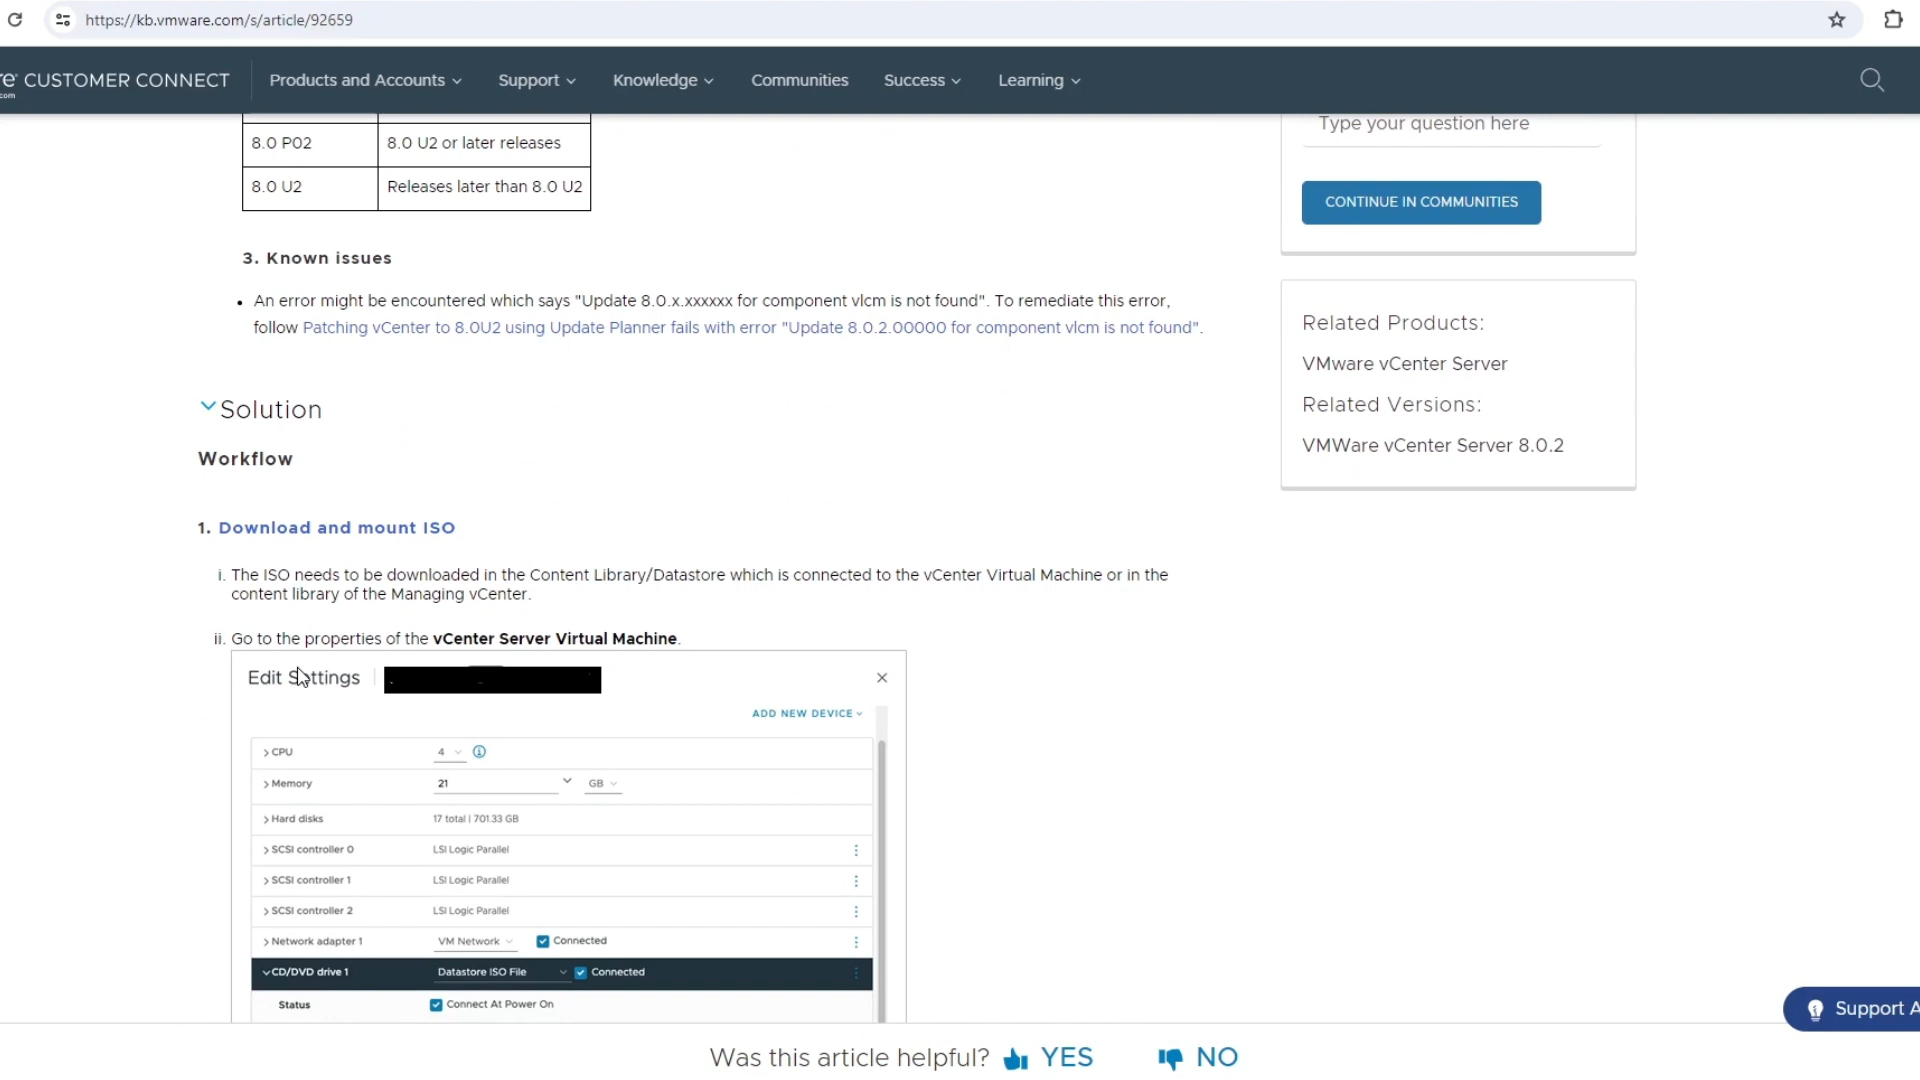 https://kb.vmware.com/s/article/92659
re® CUSTOMER CONNECT
com
Products and Accounts
Support
Knowledge
Communities
Success
Learning
8.0 P02
8.0 U2 or later releases
8.0 U2
Releases later than 8.0 U2
3. Known issues
• An error might be encountered which says "Update 8.0.x.xxxxxx for component vlcm is not found". To remediate this error,
follow Patching vCenter to 8.0U2 using Update Planner fails with error "Update 8.0.2.00000 for component vlcm is not found".
Solution
Workflow
1. Download and mount ISO
i. The ISO needs to be downloaded in the Content Library/Datastore which is connected to the vCenter Virtual Machine or in the
content library of the Managing vCenter.
ii. Go to the properties of the vCenter Server Virtual Machine.
Edit Settings
ADD NEW DEVICE
CPU
4
Memory
21
GB
Hard disks
17 total | 701.33 GB
SCSI controller 0
LSI Logic Parallel
SCSI controller 1
LSI Logic Parallel
SCSI controller 2
LSI Logic Parallel
Network adapter 1
VM Network
Connected
CD/DVD drive 1
Datastore ISO File
Connected
Status
Connect At Power On
Type your question here
CONTINUE IN COMMUNITIES
Related Products:
VMware vCenter Server
Related Versions:
VMWare vCenter Server 8.0.2
Support A
Was this article helpful? YES NO